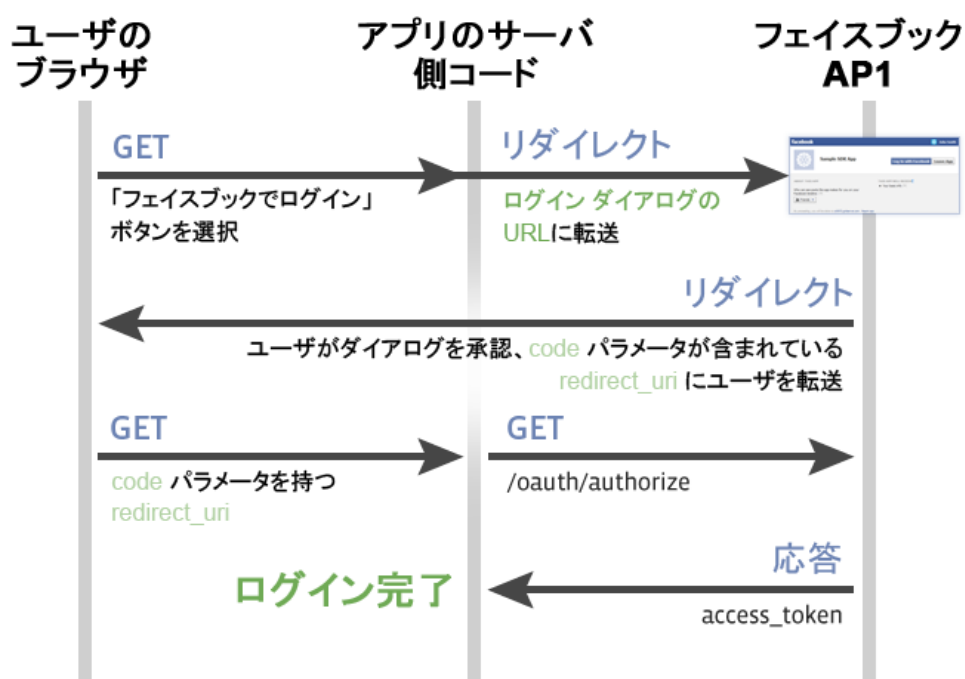 ユーザの
ブラウザ
アプリのサーバ
側コード
フェイスブック
AP1
GET
リダイレクト
「フェイスブックでログイン」
ボタンを選択
ログイン ダイアログの
URLに転送
facebook
Sample SDK App
リダイレクト
ユーザがダイアログを承認、code パラメータが含まれている
redirect_uri にユーザを転送
GET
GET
code パラメータを持つ
redirect_uri
/oauth/authorize
応答
ログイン完了
access_token